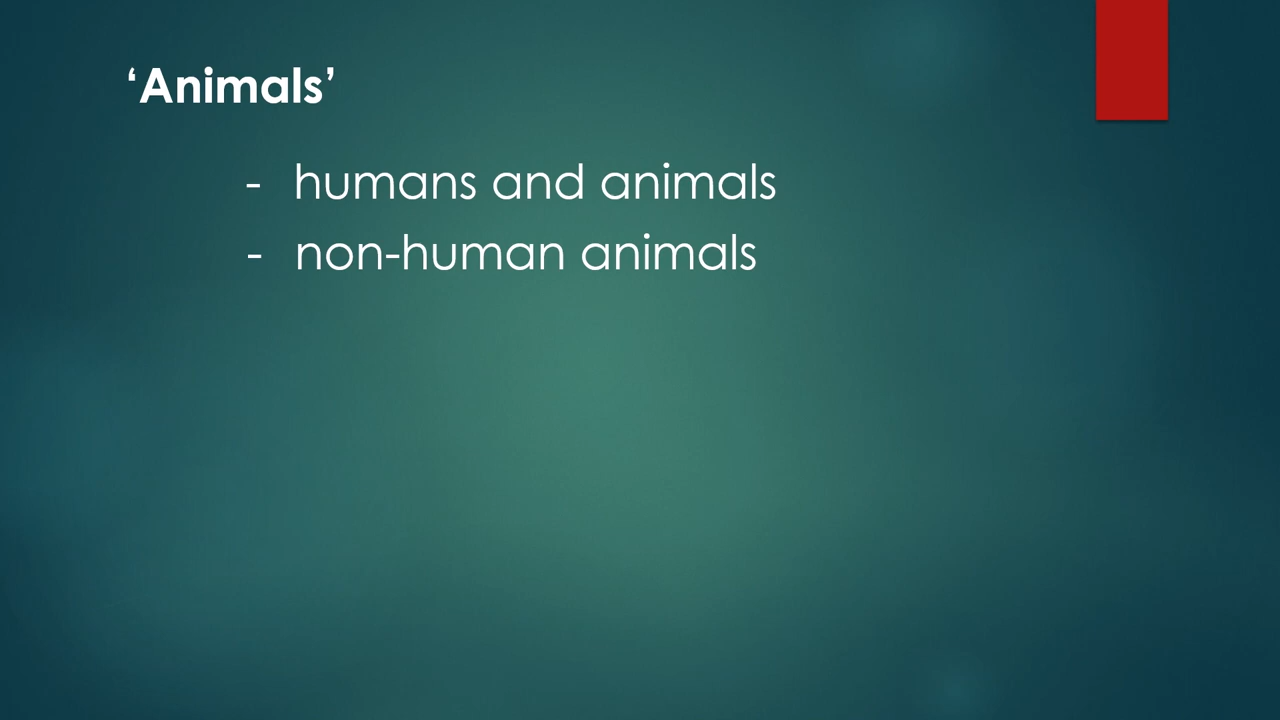 ‘Animals’
- humans and animals
- non-human animals